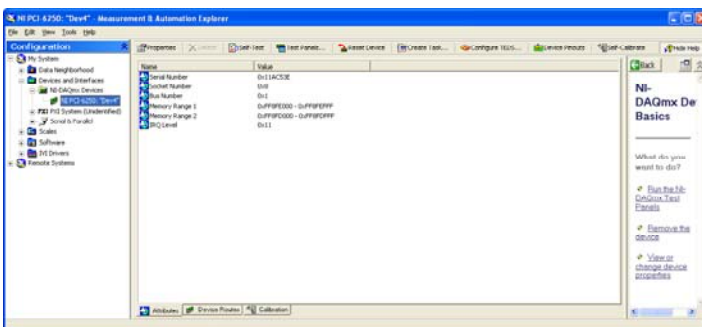 NI PCI-6250: "Dev4" - Measurement & Automation Explorer
File Edit View Tools Help
Configuration
Properties Delete Self-Test Test Panels... Reset Device Create Task... Configure TEDS... Device Pinouts Self-Calibrate Hide Help
My System
Data Neighborhood
Devices and Interfaces
NI-DAQmx Devices
NI PCI-6250: "Dev4"
PXI PXI System (Unidentified)
Serial & Parallel
Scales
Software
IVI Drivers
Remote Systems
Name Value
Serial Number 0x11AC53E
Socket Number 0x0
Bus Number 0x1
Memory Range 1 0xFF9FE000 - 0xFF9FEFFF
Memory Range 2 0xFF9FD000 - 0xFF9FDFFF
IRQ Level 0x11
Attributes Device Routes Calibration
Back
NI-
DAQmx De
Basics
What do you
want to do?
Run the NI-
DAQmx Test
Panels
Remove the
device
View or
change device
properties